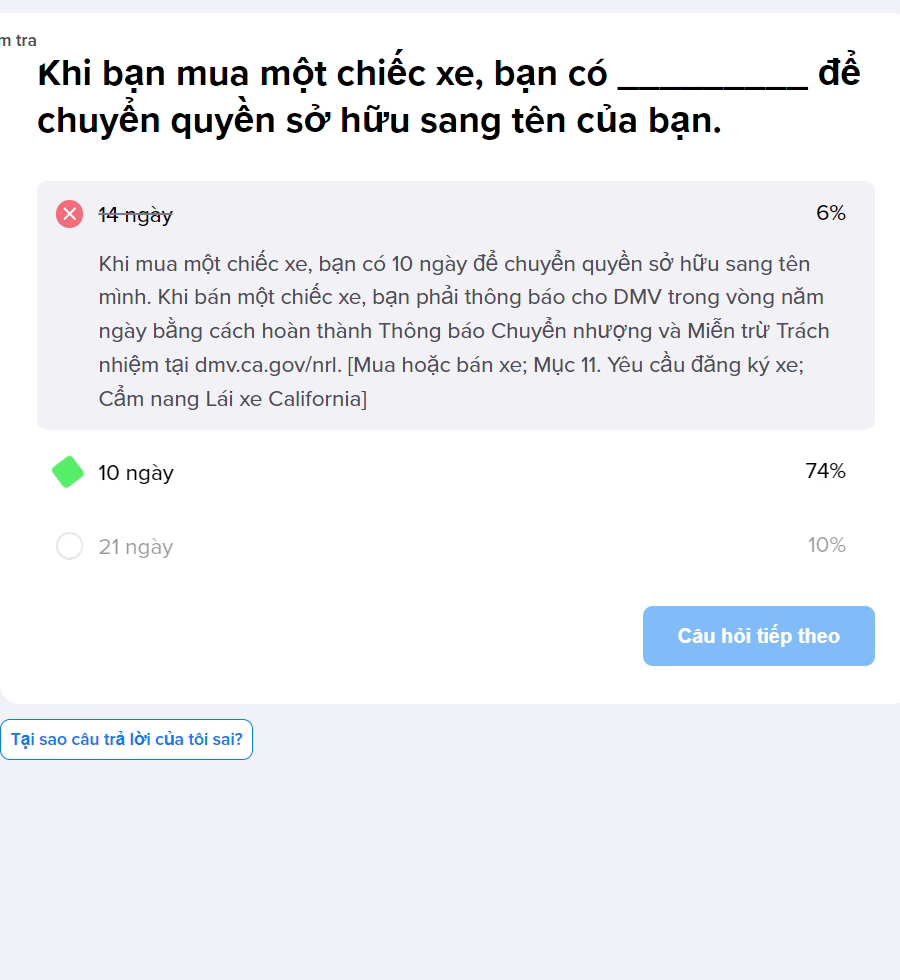 m tra
Khi bạn mua một chiếc xe, bạn có _________ để
chuyển quyền sở hữu sang tên của bạn.
14 ngày
6%
Khi mua một chiếc xe, bạn có 10 ngày để chuyển quyền sở hữu sang tên
mình. Khi bán một chiếc xe, bạn phải thông báo cho DMV trong vòng năm
ngày bằng cách hoàn thành Thông báo Chuyển nhượng và Miễn trừ Trách
nhiệm tại dmv.ca.gov/nrl. [Mua hoặc bán xe; Mục 11. Yêu cầu đăng ký xe;
Cẩm nang Lái xe California]
10 ngày
74%
21 ngày
10%
Câu hỏi tiếp theo
Tại sao câu trả lời của tôi sai?